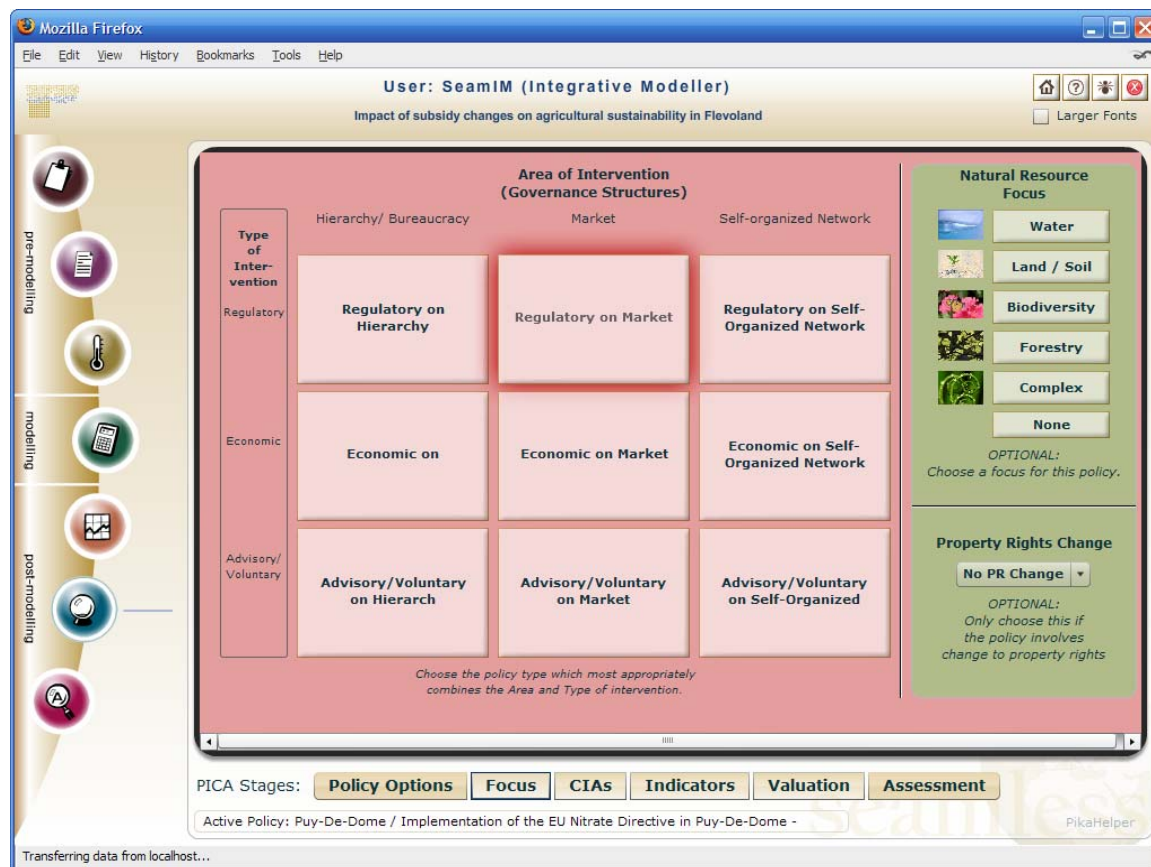 Mozilla Firefox
File Edit View History Bookmarks Tools Help
User: SeamIM (Integrative Modeller)
Impact of subsidy changes on agricultural sustainability in Flevoland
Larger Fonts
pre-modelling
modelling
post-modelling
Area of Intervention
(Governance Structures)
Hierarchy/ Bureaucracy Market Self-organized Network
Type
of
Inter-
vention
Regulatory
Economic
Advisory/
Voluntary
Regulatory on
Hierarchy
Regulatory on Market
Regulatory on Self-
Organized Network
Economic on
Economic on Market
Economic on Self-
Organized Network
Advisory/Voluntary
on Hierarch
Advisory/Voluntary
on Market
Advisory/Voluntary
on Self-Organized
Choose the policy type which most appropriately
combines the Area and Type of intervention.
Natural Resource
Focus
Water
Land / Soil
Biodiversity
Forestry
Complex
None
OPTIONAL:
Choose a focus for this policy.
Property Rights Change
No PR Change
OPTIONAL:
Only choose this if
the policy involves
change to property rights
PICA Stages: Policy Options Focus CIAs Indicators Valuation Assessment
Active Policy: Puy-De-Dome / Implementation of the EU Nitrate Directive in Puy-De-Dome -
seamless
PikaHelper
Transferring data from localhost...